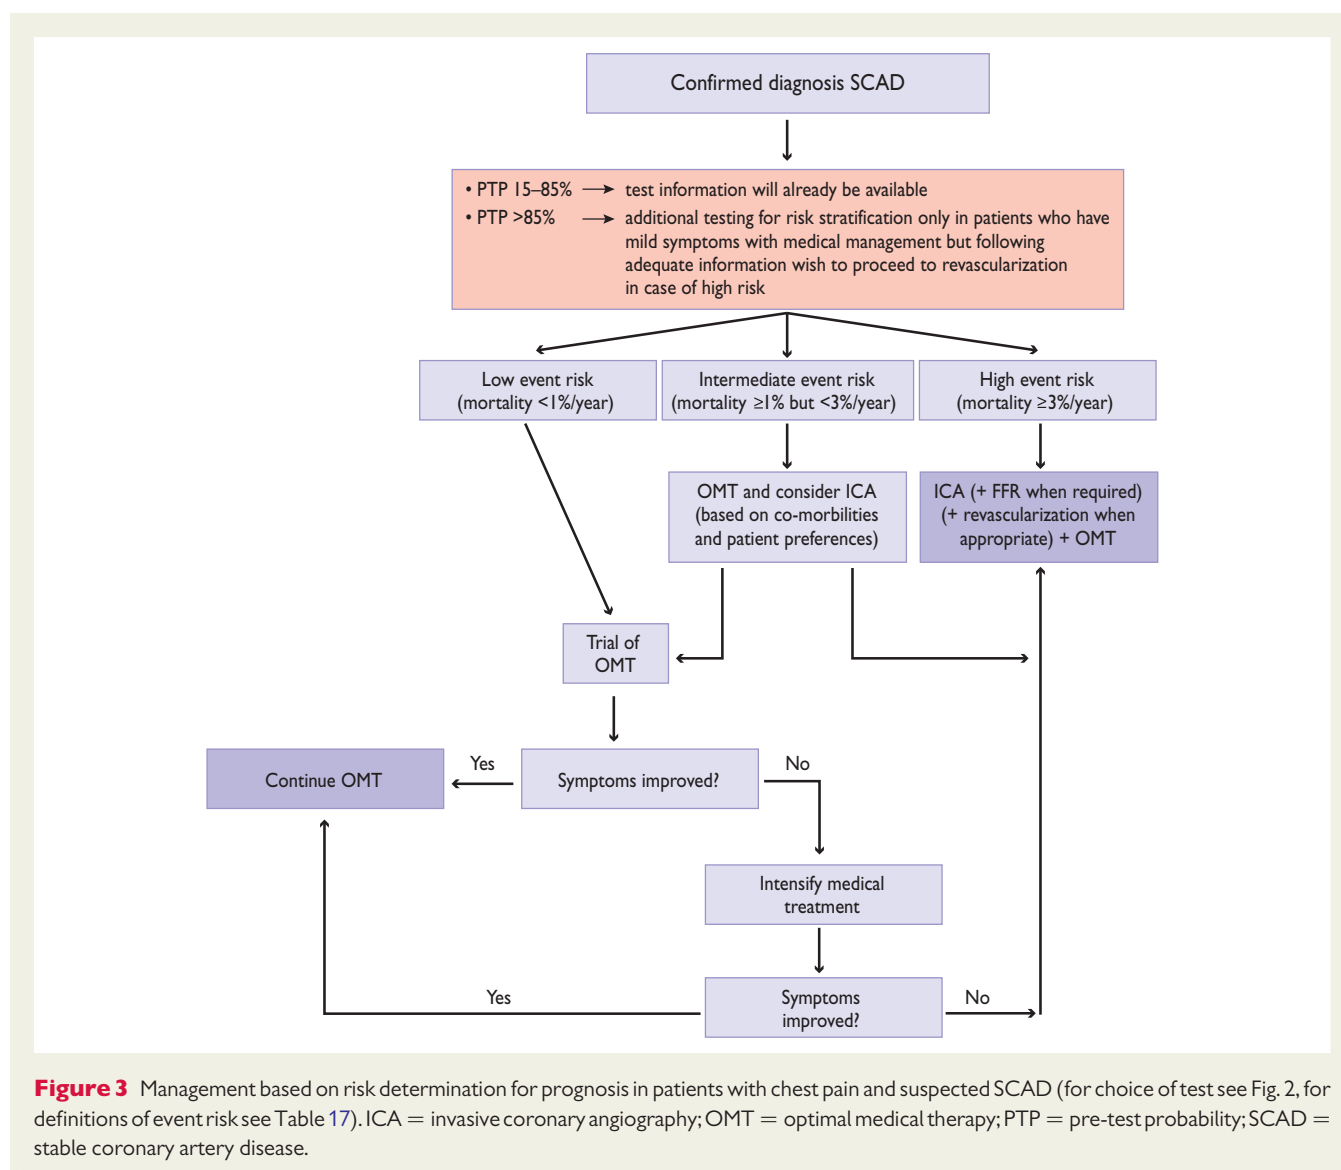 Confirmed diagnosis SCAD
• PTP 15–85% → test information will already be available
• PTP >85% → additional testing for risk stratification only in patients who have
mild symptoms with medical management but following
adequate information wish to proceed to revascularization
in case of high risk
Low event risk
(mortality <1%/year)
Intermediate event risk
(mortality ≥1% but <3%/year)
High event risk
(mortality ≥3%/year)
OMT and consider ICA
(based on co-morbilities
and patient preferences)
ICA (+ FFR when required)
(+ revascularization when
appropriate) + OMT
Trial of
OMT
Continue OMT
Yes
Symptoms improved?
No
Intensify medical
treatment
Yes
Symptoms
improved?
No
Figure 3 Management based on risk determination for prognosis in patients with chest pain and suspected SCAD (for choice of test see Fig. 2, for
definitions of event risk see Table 17). ICA = invasive coronary angiography; OMT = optimal medical therapy; PTP = pre-test probability; SCAD =
stable coronary artery disease.